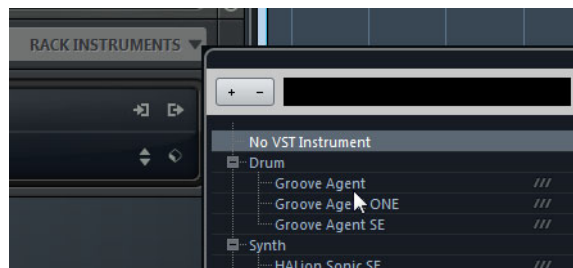 RACK INSTRUMENTS
+ -
No VST Instrument
Drum
Groove Agent
Groove Agent ONE
Groove Agent SE
Synth
HALion Sonic SE